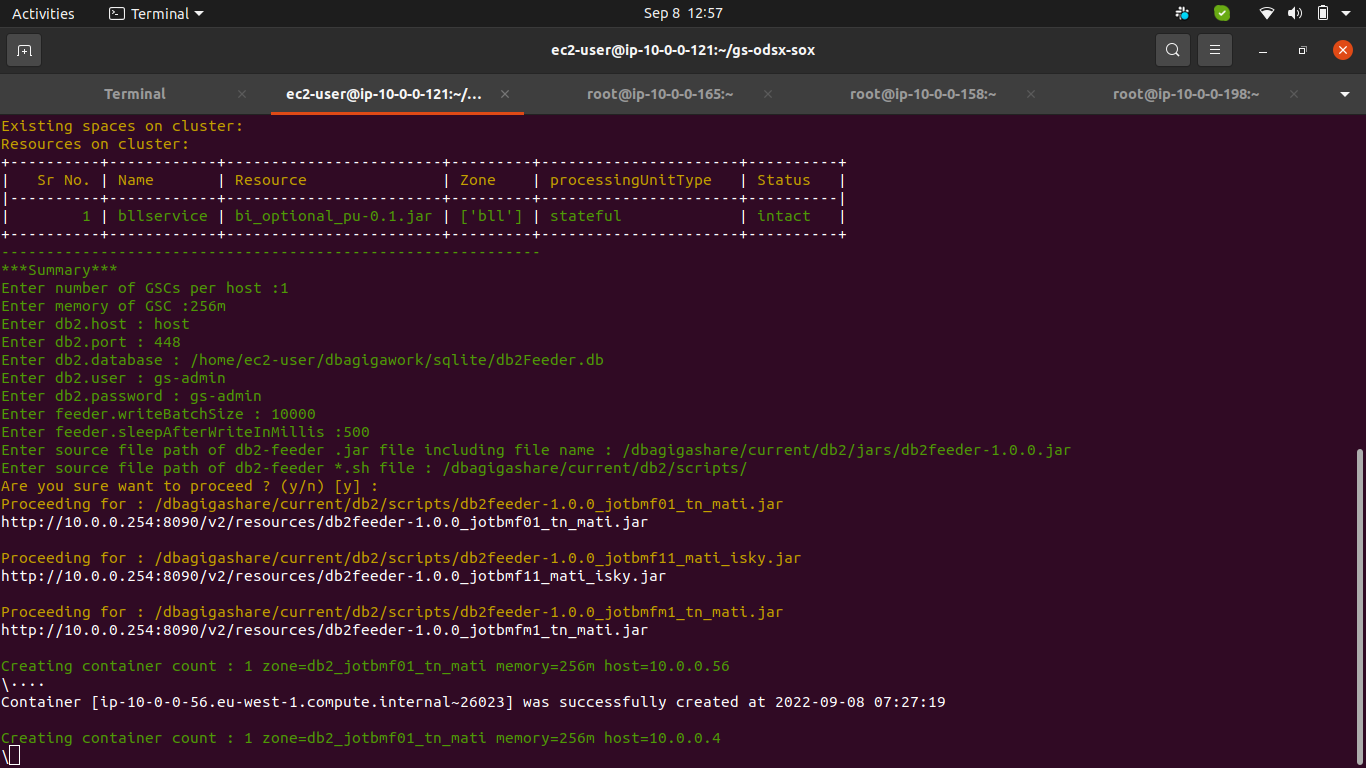 Activities Terminal Sep 8 12:57
ec2-user@ip-10-0-0-121:~/gs-odsx-sox
Terminal × ec2-user@ip-10-0-0-121:~/... × root@ip-10-0-0-165:~ × root@ip-10-0-0-158:~ × root@ip-10-0-0-198:~ ×
Existing spaces on cluster:
Resources on cluster:
+----------+------------+------------------------+---------+----------------------+----------+
|   Sr No. | Name       | Resource               | Zone    | processingUnitType   | Status   |
|----------+------------+------------------------+---------+----------------------+----------|
|        1 | bllservice | bi_optional_pu-0.1.jar | ['bll'] | stateful             | intact   |
+----------+------------+------------------------+---------+----------------------+----------+
------------------------------------------------------------
***Summary***
Enter number of GSCs per host :1
Enter memory of GSC :256m
Enter db2.host : host
Enter db2.port : 448
Enter db2.database : /home/ec2-user/dbagigawork/sqlite/db2Feeder.db
Enter db2.user : gs-admin
Enter db2.password : gs-admin
Enter feeder.writeBatchSize : 10000
Enter feeder.sleepAfterWriteInMillis :500
Enter source file path of db2-feeder .jar file including file name : /dbagigashare/current/db2/jars/db2feeder-1.0.0.jar
Enter source file path of db2-feeder *.sh file : /dbagigashare/current/db2/scripts/
Are you sure want to proceed ? (y/n) [y] :
Proceeding for : /dbagigashare/current/db2/scripts/db2feeder-1.0.0_jotbmf01_tn_mati.jar
http://10.0.0.254:8090/v2/resources/db2feeder-1.0.0_jotbmf01_tn_mati.jar
Proceeding for : /dbagigashare/current/db2/scripts/db2feeder-1.0.0_jotbmf11_mati_isky.jar
http://10.0.0.254:8090/v2/resources/db2feeder-1.0.0_jotbmf11_mati_isky.jar
Proceeding for : /dbagigashare/current/db2/scripts/db2feeder-1.0.0_jotbmfm1_tn_mati.jar
http://10.0.0.254:8090/v2/resources/db2feeder-1.0.0_jotbmfm1_tn_mati.jar
Creating container count : 1 zone=db2_jotbmf01_tn_mati memory=256m host=10.0.0.56
\····
Container [ip-10-0-0-56.eu-west-1.compute.internal~26023] was successfully created at 2022-09-08 07:27:19
Creating container count : 1 zone=db2_jotbmf01_tn_mati memory=256m host=10.0.0.4
\